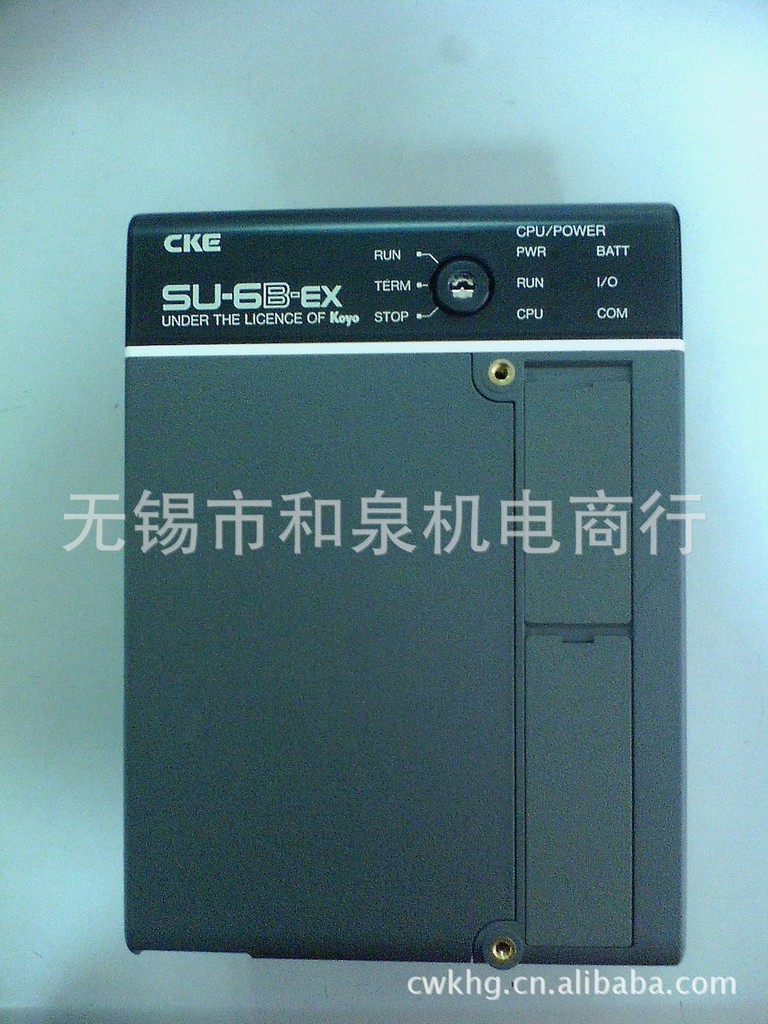 CKE
SU-6B-EX
UNDER THE LICENCE OF Koyo
RUN
TERM
STOP
CPU/POWER
PWR BATT
RUN I/O
CPU COM
无锡市和泉机电商行
cwkhg.cn.alibaba.com